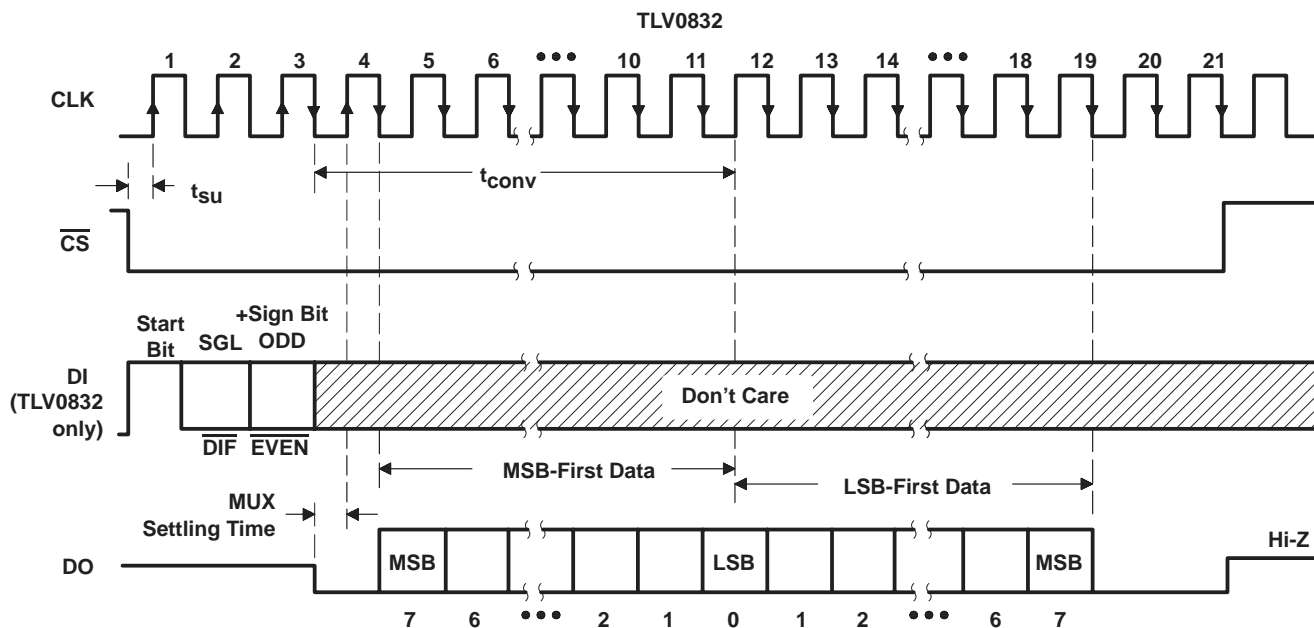 TLV0832
1 2 3 4 5 6 ••• 10 11 12 13 14 ••• 18 19 20 21
CLK
tsu
tconv
CS
Start Bit
SGL
+Sign Bit
ODD
DI
(TLV0832
only)
Don't Care
DIF
EVEN
MSB-First Data
LSB-First Data
MUX
Settling Time
Hi-Z
DO
MSB
LSB
MSB
7 6 ••• 2 1 0 1 2 •••• 6 7